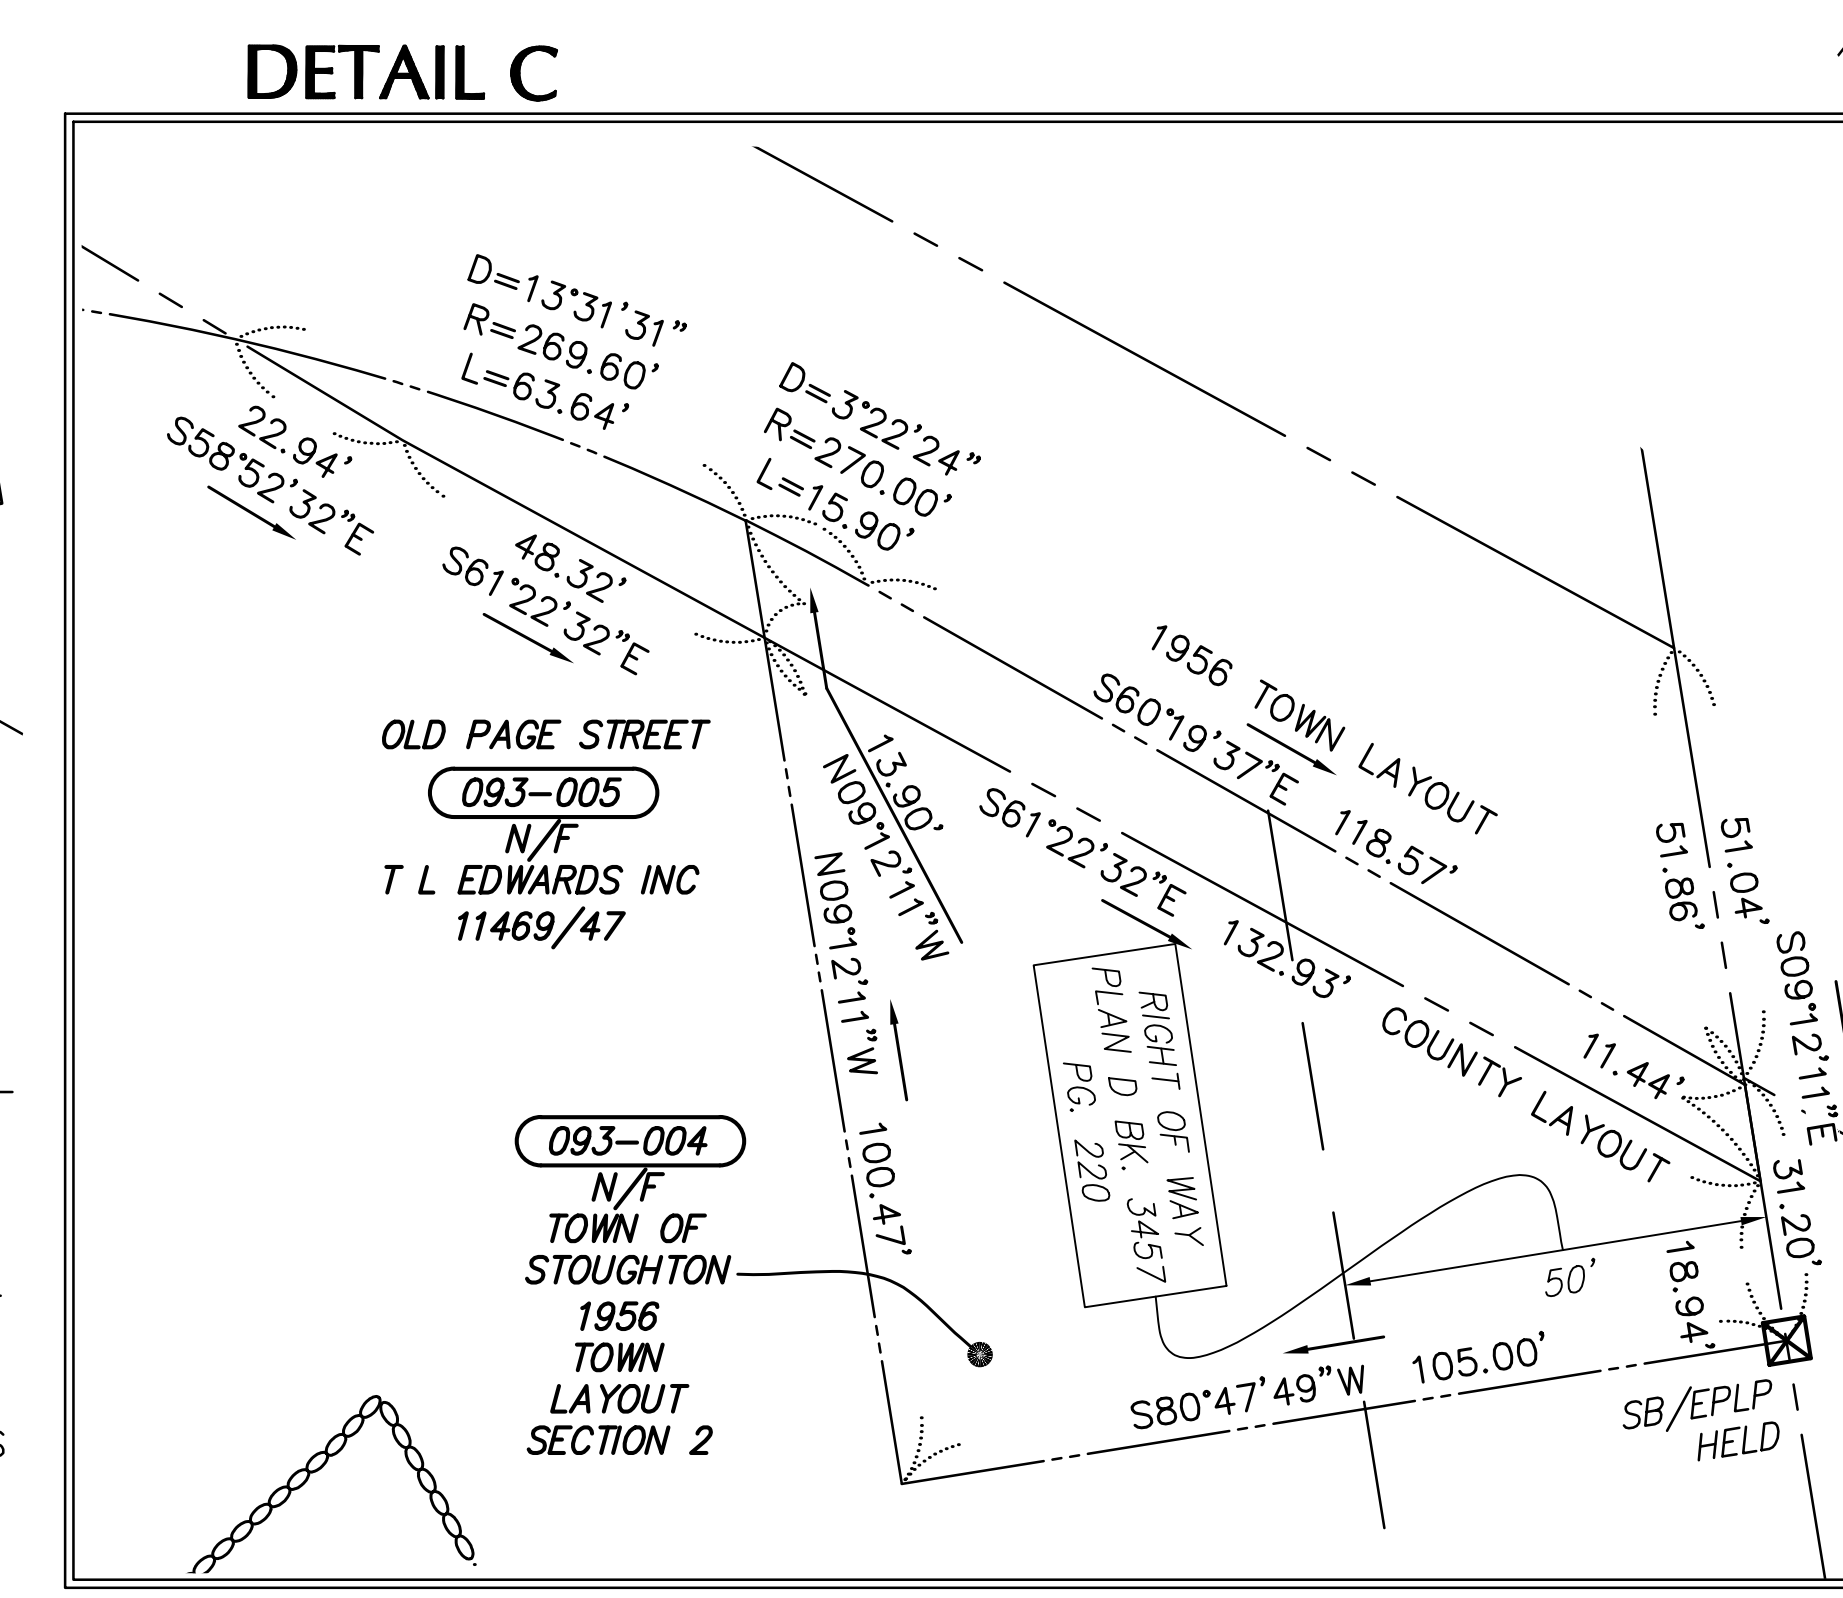 DETAIL C
D=13°31'31"
R=269.60'
L=63.64'
D=3°22'24"
R=270.00'
L=15.90'
22.94'
S58°52'32"E
48.32'
S61°22'32"E
1956 TOWN LAYOUT
S60°19'37"E 118.57'
OLD PAGE STREET
093-005
N/F
T L EDWARDS INC
11469/47
13.90'
N09°12'11"W
N09°12'11"W 100.47'
S61°22'32"E 132.93' COUNTY LAYOUT
51.04'
51.86'
S09°12'11"E
11.44'
31.20'
18.94'
RIGHT OF WAY
PLAN D BK. 3457
PG. 220
50'
093-004
N/F
TOWN OF
STOUGHTON
1956
TOWN
LAYOUT
SECTION 2
S80°47'49"W 105.00'
SB/EPLP
HELD